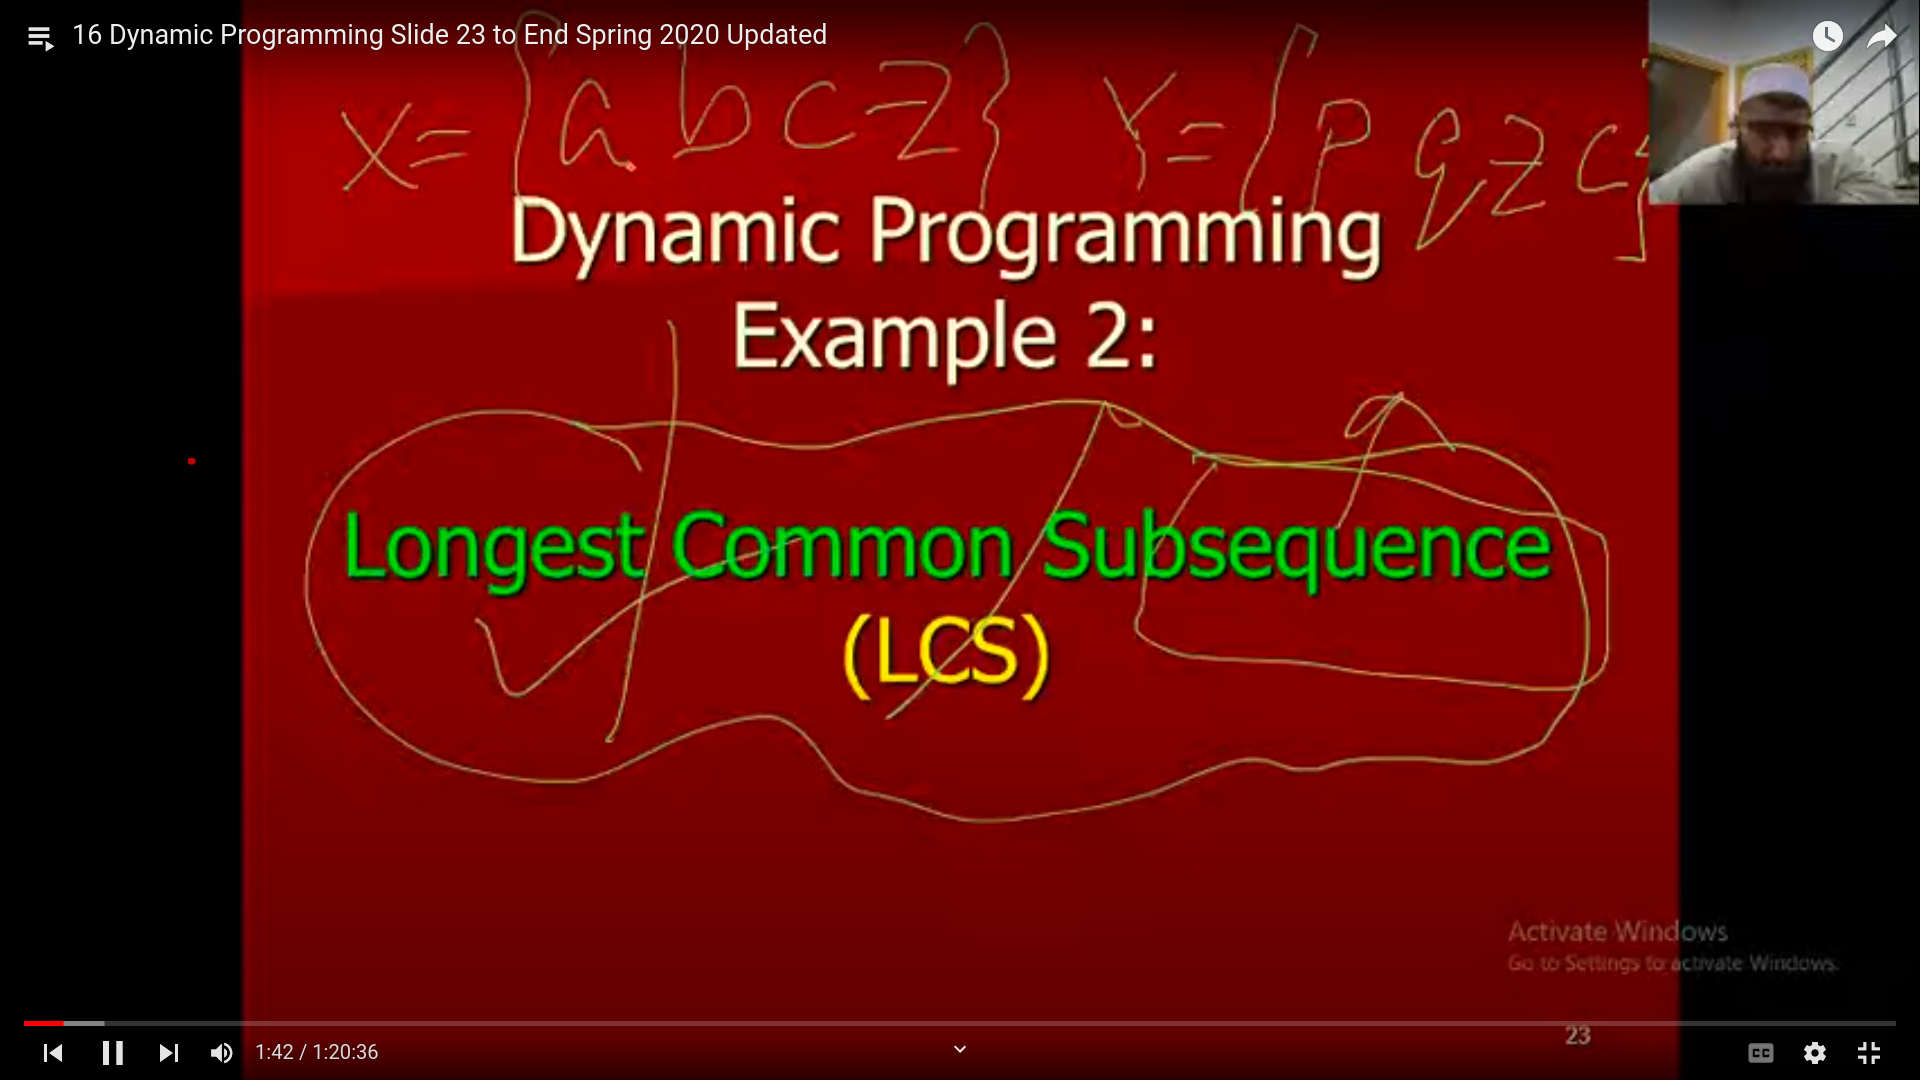 16 Dynamic Programming Slide 23 to End Spring 2020 Updated
X = {a b c z} Y = {p q z c}
Dynamic Programming
Example 2:
Longest Common Subsequence
(LCS)
Activate Windows
Go to Settings to activate Windows.
23
1:42 / 1:20:36
CC